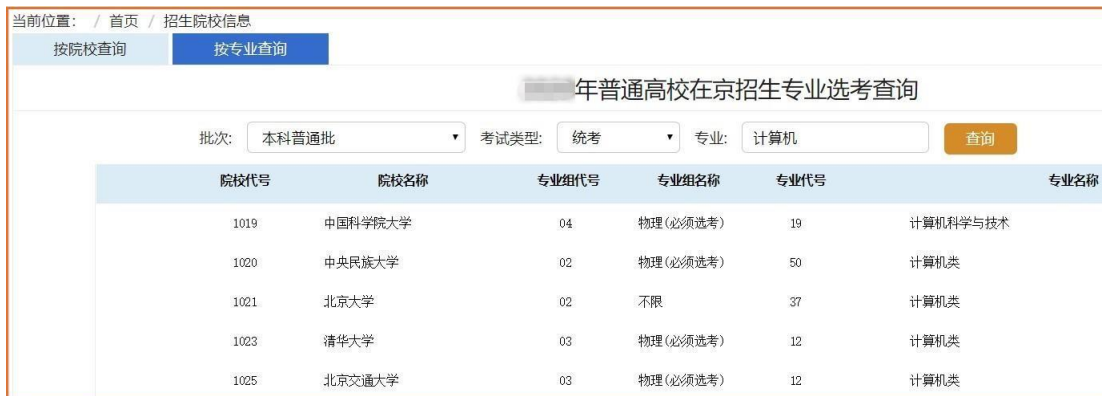 当前位置： / 首页 / 招生院校信息
按院校查询 按专业查询
年普通高校在京招生专业选考查询
批次: 本科普通批 考试类型: 统考 专业: 计算机 查询
院校代号 院校名称 专业组代号 专业组名称 专业代号 专业名称
1019 中国科学院大学 04 物理(必须选考) 19 计算机科学与技术
1020 中央民族大学 02 物理(必须选考) 50 计算机类
1021 北京大学 02 不限 37 计算机类
1023 清华大学 03 物理(必须选考) 12 计算机类
1025 北京交通大学 03 物理(必须选考) 12 计算机类